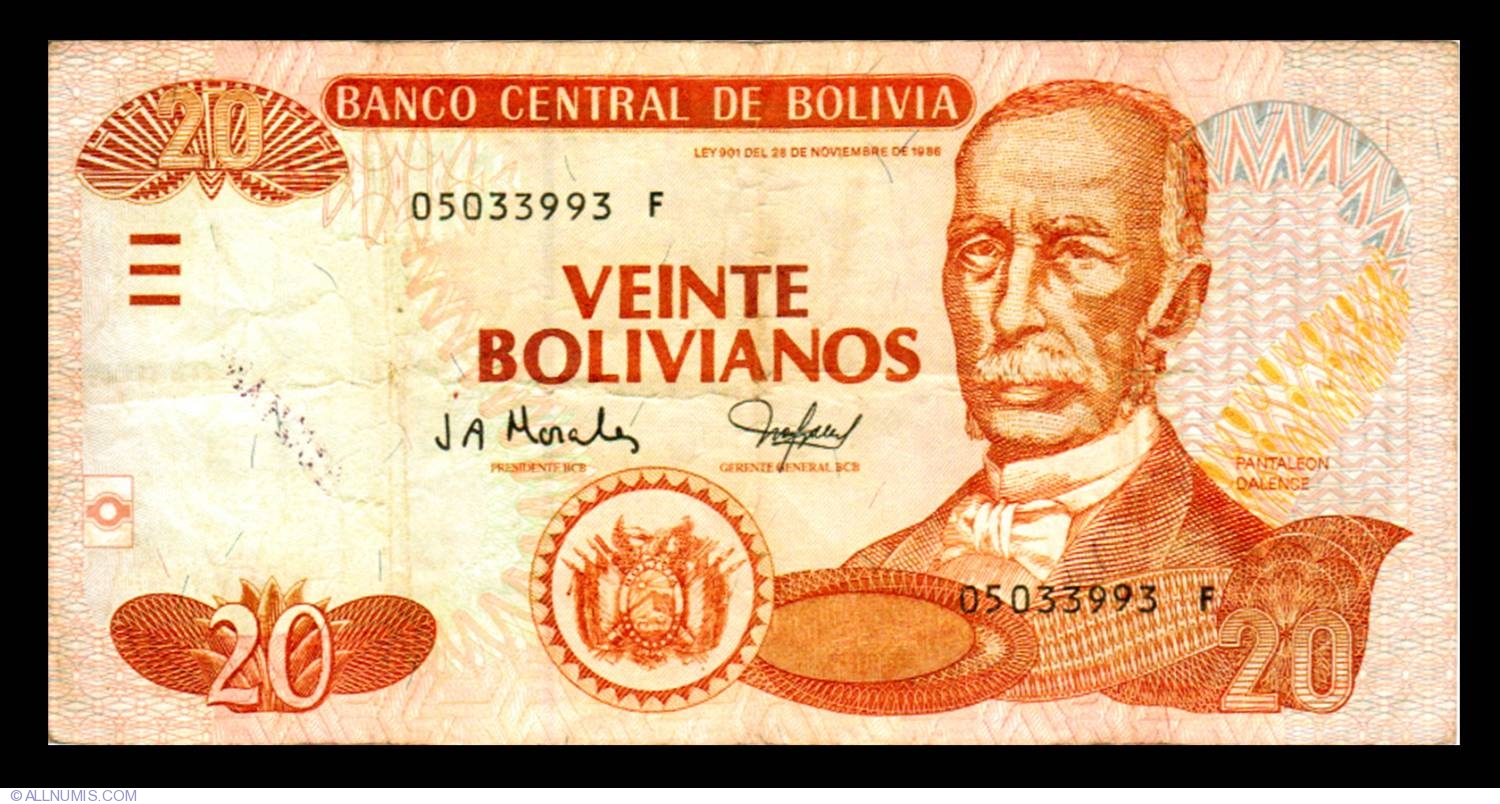 20
BANCO CENTRAL DE BOLIVIA
LEY 901 DEL 28 DE NOVIEMBRE DE 1986
05033993 F
VEINTE
BOLIVIANOS
J A Morales
PRESIDENTE BCB
GERENTE GENERAL BCB
PANTALEON
DALENCE
05033993 F
20
20
© ALLNUMIS.COM